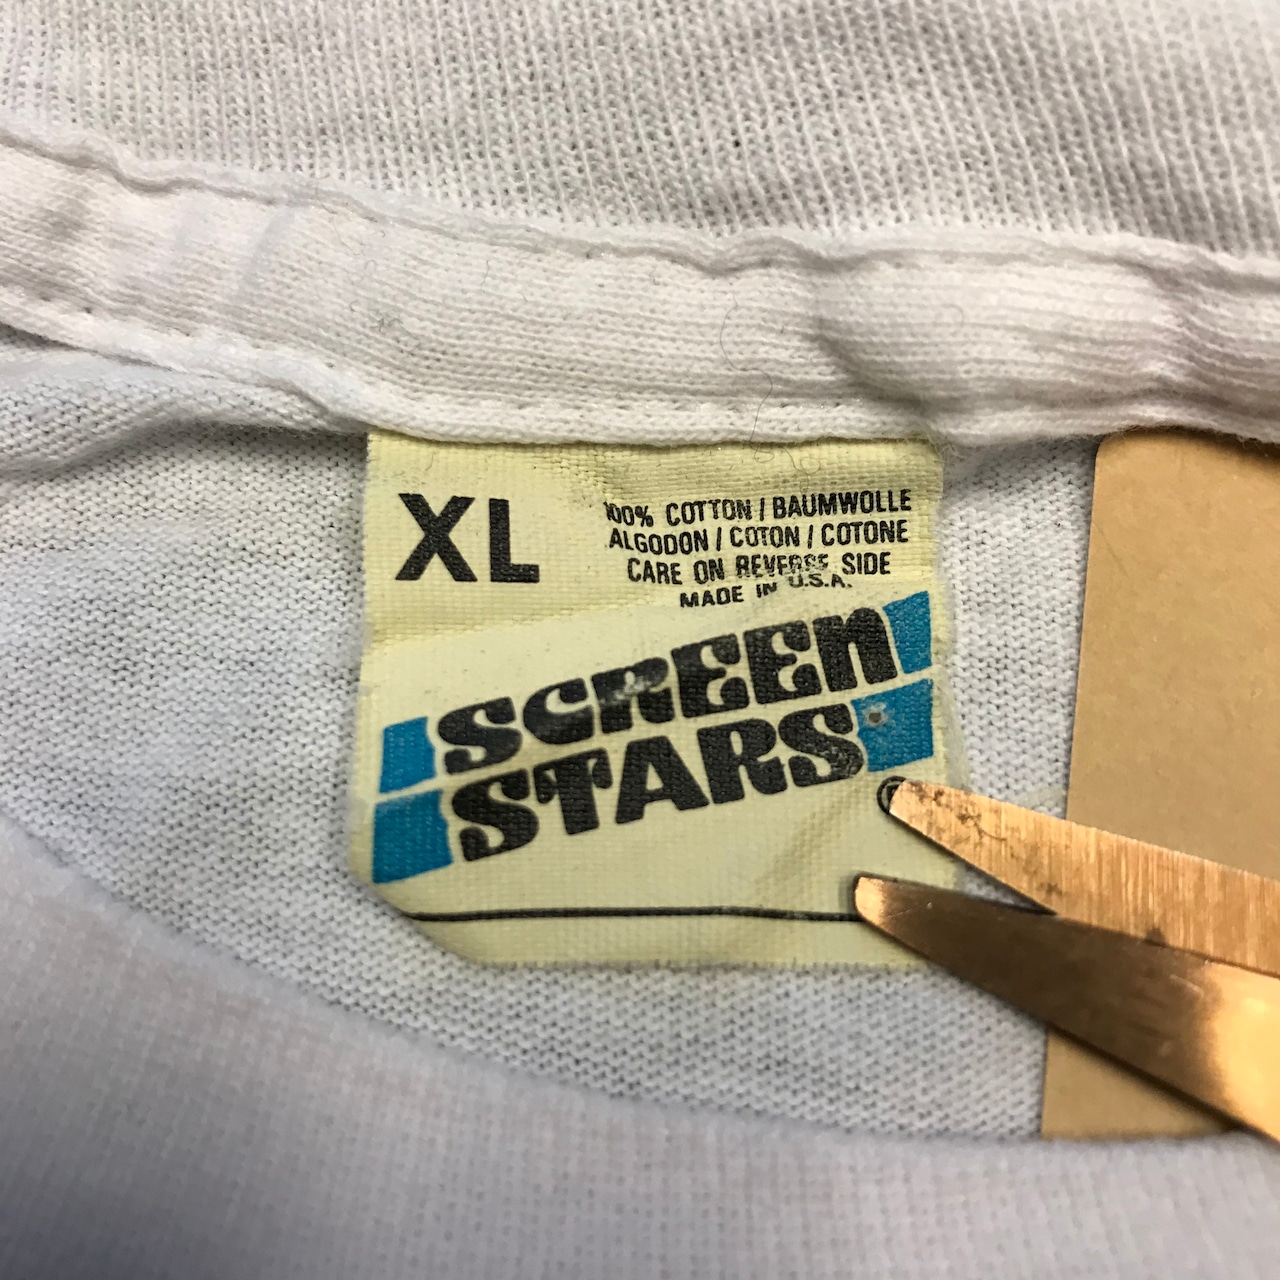 XL
100% COTTON / BAUMWOLLE
ALGODON / COTON / COTONE
CARE ON REVERSE SIDE
MADE IN U.S.A.
SCREEN
STARS
®